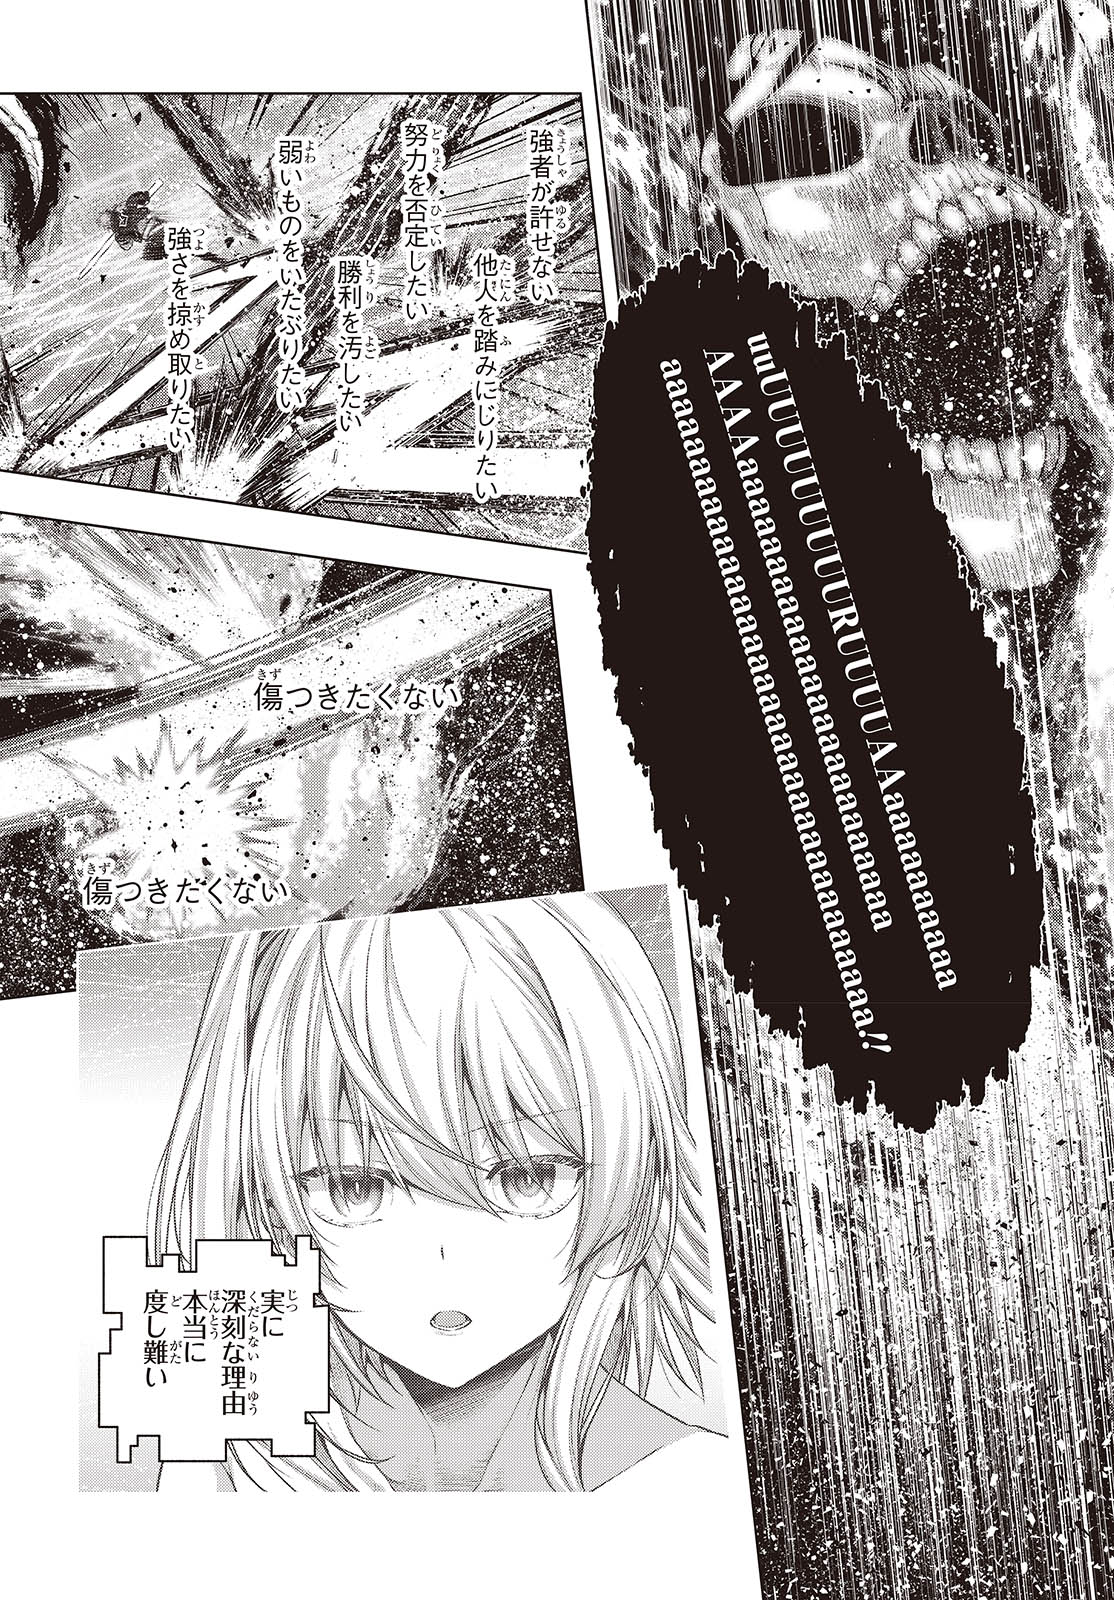 uuUUUUUUUUUUURUUUUAAaaaaaaaaaa
AAAAAaaaaaaaaaaaaaaaaaaaaaaaaa
aaaaaaaaaaaaaaaaaaaaaaaaaaaaaaaaa!!
強者が許せない
他人を踏みにじりたい
努力を否定したい
勝利を汚したい
弱いものをいたぶりたい
強さを掠め取りたい
傷つきたくない
傷つきたくない
実に
深刻な理由
本当に
度し難い